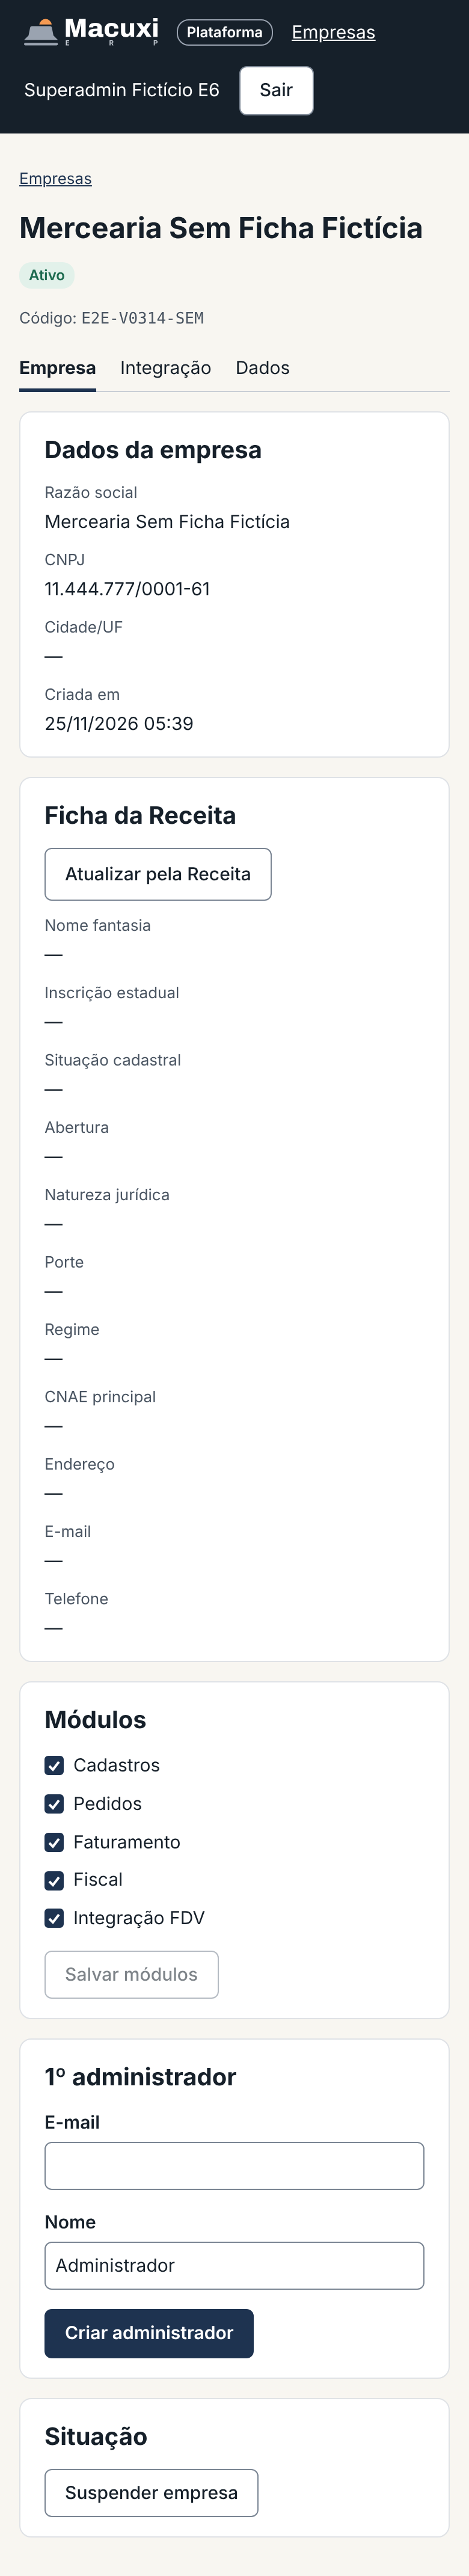 Macuxi
E R P
Plataforma
Empresas
Superadmin Fictício E6
Sair
Empresas
Mercearia Sem Ficha Fictícia
Ativo
Código: E2E-V0314-SEM
Empresa Integração Dados
Dados da empresa
Razão social
Mercearia Sem Ficha Fictícia
CNPJ
11.444.777/0001-61
Cidade/UF
—
Criada em
25/11/2026 05:39
Ficha da Receita
Atualizar pela Receita
Nome fantasia
—
Inscrição estadual
—
Situação cadastral
—
Abertura
—
Natureza jurídica
—
Porte
—
Regime
—
CNAE principal
—
Endereço
—
E-mail
—
Telefone
—
Módulos
Cadastros
Pedidos
Faturamento
Fiscal
Integração FDV
Salvar módulos
1º administrador
E-mail
Nome
Administrador
Criar administrador
Situação
Suspender empresa